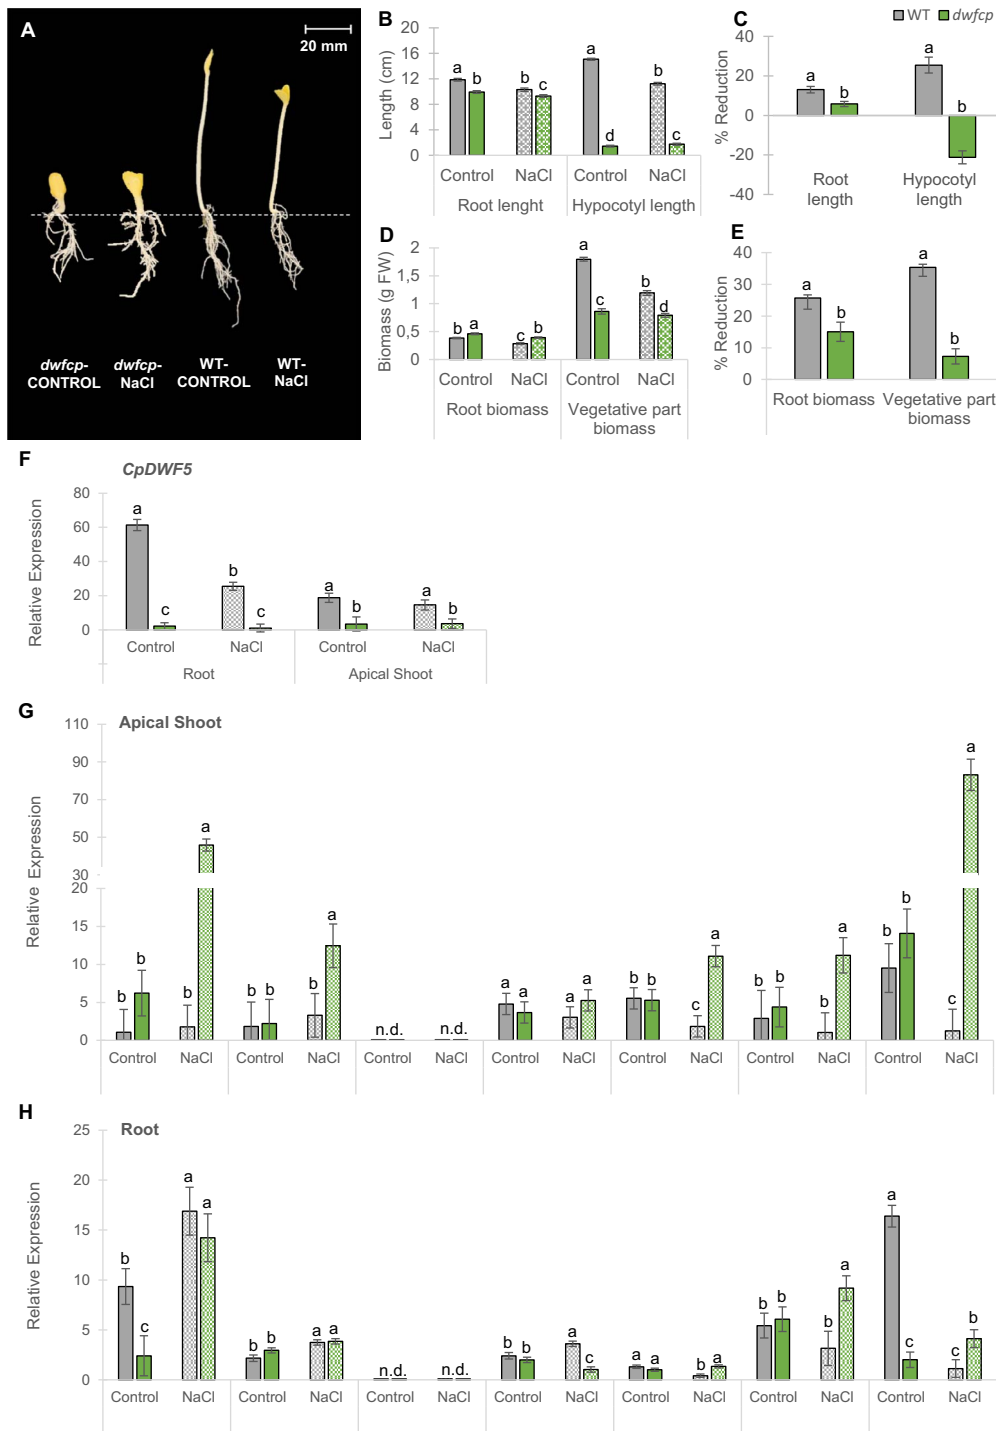 A
20 mm
dwfcp-
CONTROL
dwfcp-
NaCl
WT-
CONTROL
WT-
NaCl
B
Length (cm)
20
16
12
8
4
0
a
b
b
c
a
d
b
c
Control
NaCl
Control
NaCl
Root lenght
Hypocotyl length
C
WT
dwfcp
% Reduction
40
20
0
-20
-40
a
b
a
b
Root
length
Hypocotyl
length
D
Biomass (g FW)
2
1,5
1
0,5
0
b
a
c
b
a
c
b
d
Control
NaCl
Control
NaCl
Root biomass
Vegetative part
biomass
E
% Reduction
40
30
20
10
0
a
b
a
b
Root biomass
Vegetative part
biomass
F
CpDWF5
Relative Expression
80
60
40
20
0
a
c
b
c
a
b
a
b
Control
NaCl
Control
NaCl
Root
Apical Shoot
G
Apical Shoot
Relative Expression
110
90
70
50
30
20
15
10
5
0
b
b
b
a
b
b
b
a
n.d.
n.d.
a
a
a
a
b
b
c
a
b
b
b
a
b
b
c
a
Control
NaCl
Control
NaCl
Control
NaCl
Control
NaCl
Control
NaCl
Control
NaCl
Control
NaCl
H
Root
Relative Expression
25
20
15
10
5
0
b
c
a
a
b
b
a
a
n.d.
n.d.
b
b
a
c
a
a
b
a
b
b
b
a
a
c
c
b
Control
NaCl
Control
NaCl
Control
NaCl
Control
NaCl
Control
NaCl
Control
NaCl
Control
NaCl